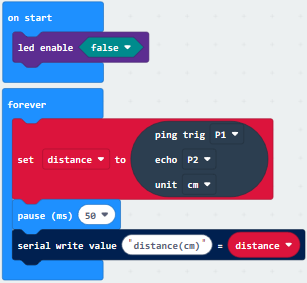 on start
led enable false
forever
ping trig P1
set distance to echo P2
unit cm
pause (ms) 50
serial write value "distance(cm)" = distance